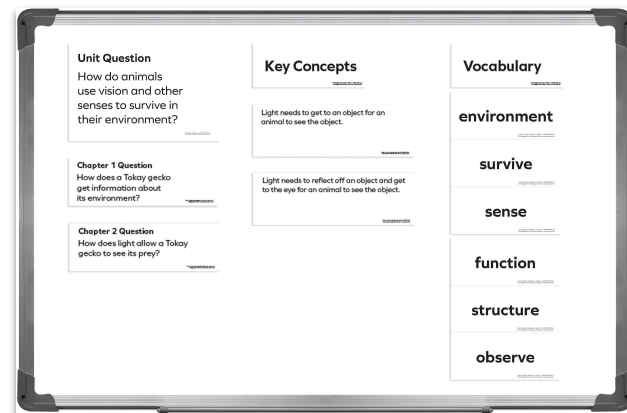 Unit Question
How do animals
use vision and other
senses to survive in
their environment?
Chapter 1 Question
How does a Tokay gecko
get information about
its environment?
Chapter 2 Question
How does light allow a Tokay
gecko to see its prey?
Key Concepts
Light needs to get to an object for an
animal to see the object.
Light needs to reflect off an object and get
to the eye for an animal to see the object.
Vocabulary
environment
survive
sense
function
structure
observe